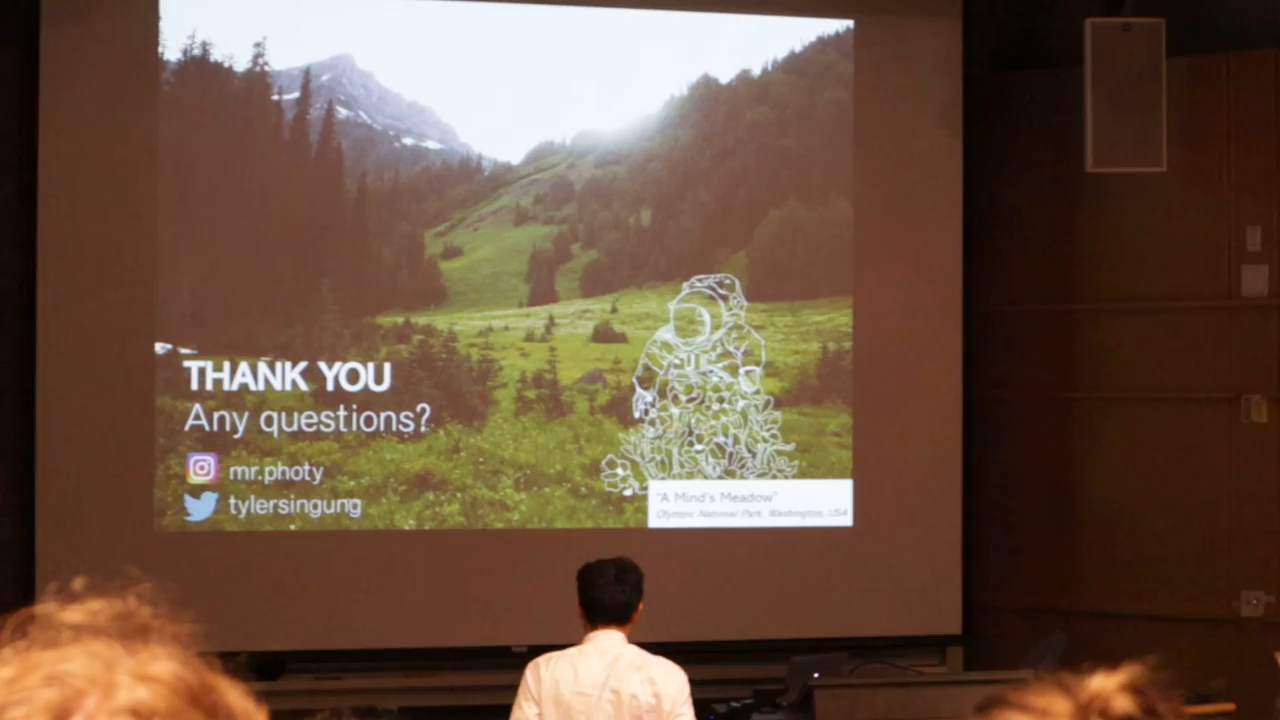 THANK YOU
Any questions?
mr.photy
tylersingung
"A Mind's Meadow"
Olympic National Park, Washington, USA